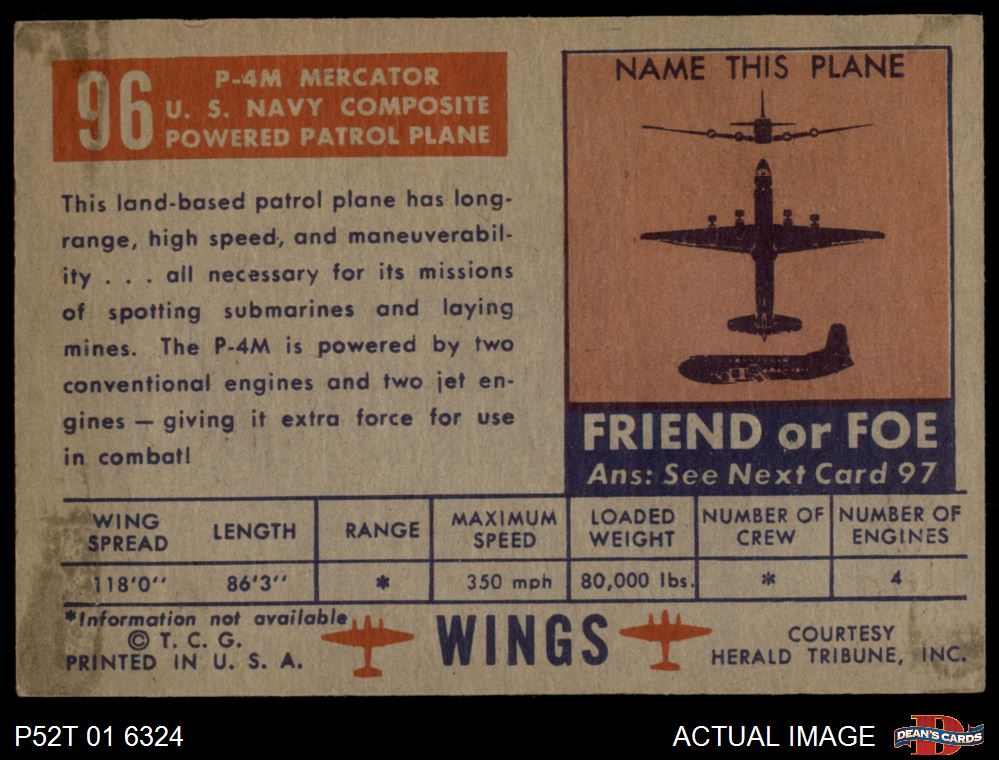 96
P-4M MERCATOR
U. S. NAVY COMPOSITE
POWERED PATROL PLANE
This land-based patrol plane has long-
range, high speed, and maneuverabil-
ity . . . all necessary for its missions
of spotting submarines and laying
mines. The P-4M is powered by two
conventional engines and two jet en-
gines — giving it extra force for use
in combat!
NAME THIS PLANE
FRIEND or FOE
Ans: See Next Card 97
WING SPREAD LENGTH RANGE MAXIMUM SPEED LOADED WEIGHT NUMBER OF CREW NUMBER OF ENGINES
118'0'' 86'3'' * 350 mph 80,000 lbs. * 4
*Information not available
© T. C. G.
PRINTED IN U. S. A.
WINGS
COURTESY
HERALD TRIBUNE, INC.
P52T 01 6324
ACTUAL IMAGE
D
DEAN'S CARDS